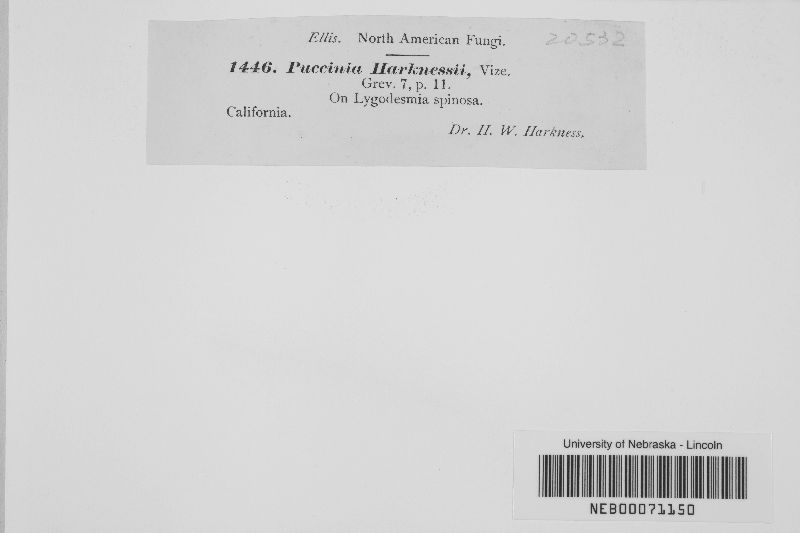 Ellis. North American Fungi. 20532
1446. Puccinia Harknessii, Vize.
Grev. 7, p. 11.
On Lygodesmia spinosa.
California.
Dr. H. W. Harkness.
University of Nebraska - Lincoln
NEB00071150